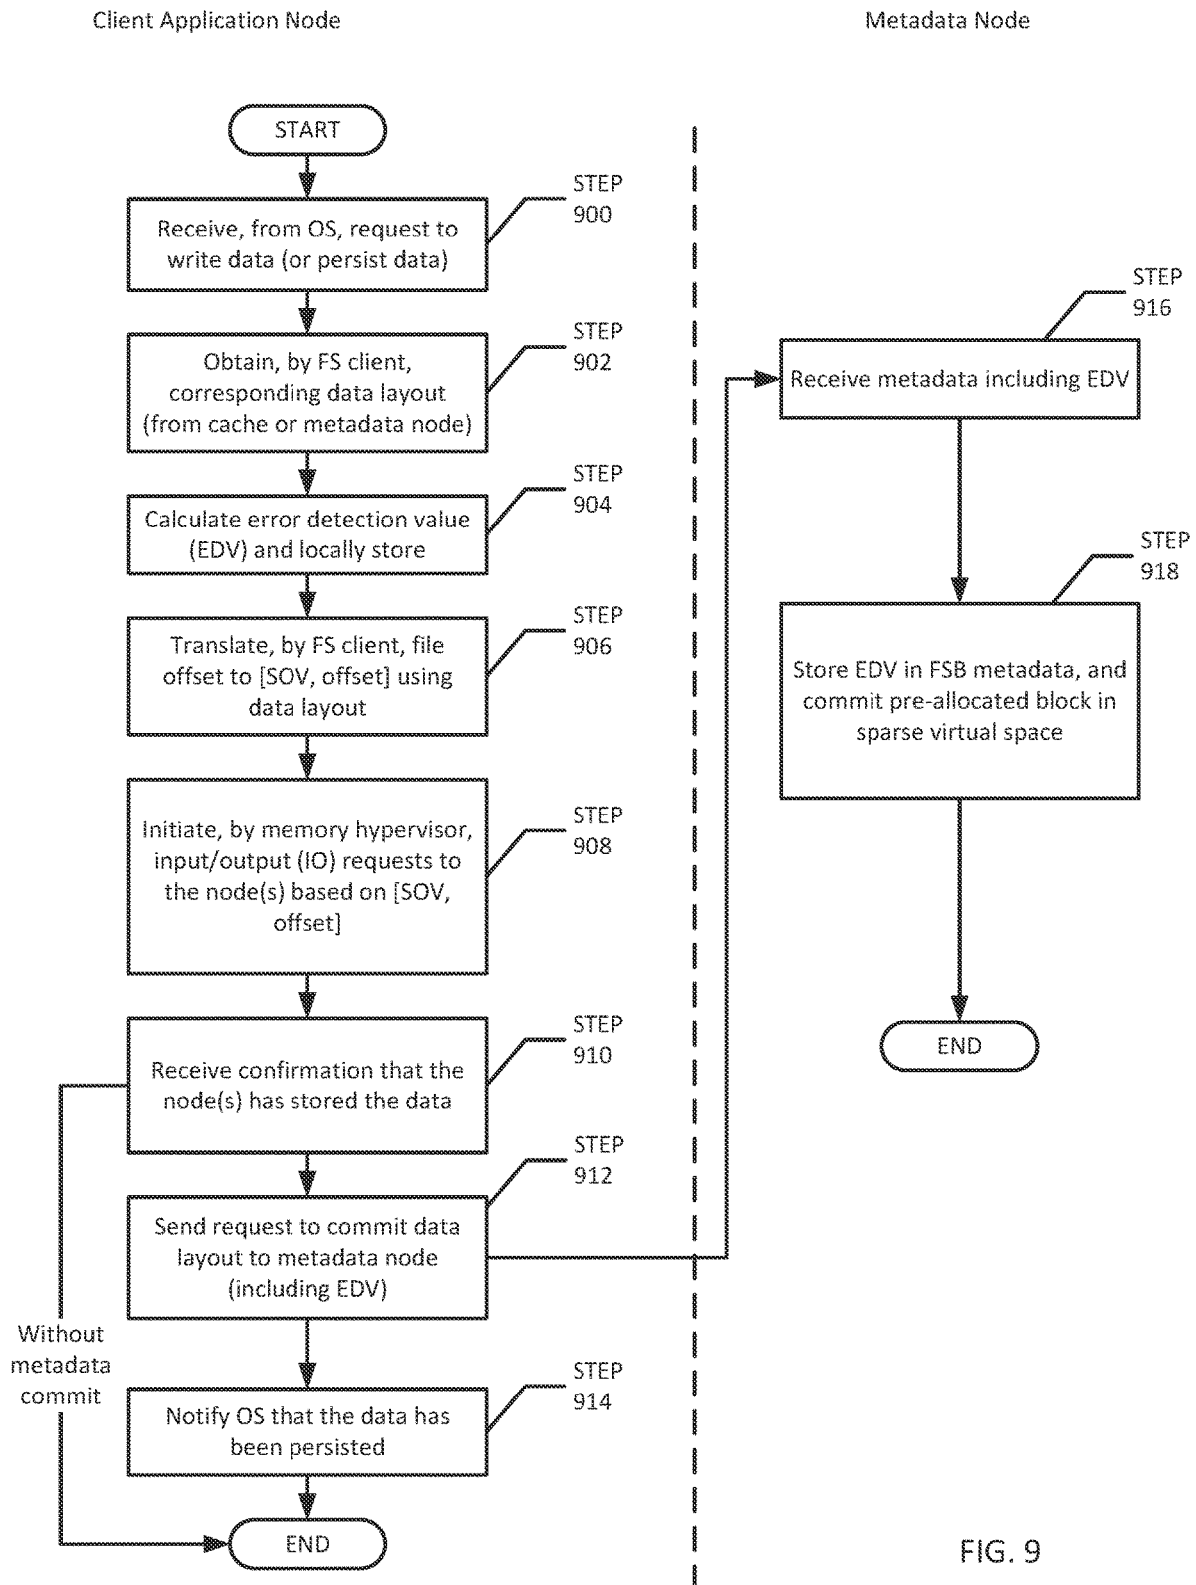 Client Application Node
Metadata Node
START
STEP
900
Receive, from OS, request to
write data (or persist data)
STEP
902
Obtain, by FS client,
corresponding data layout
(from cache or metadata node)
STEP
904
Calculate error detection value
(EDV) and locally store
STEP
906
Translate, by FS client, file
offset to [SOV, offset] using
data layout
STEP
908
Initiate, by memory hypervisor,
input/output (IO) requests to
the node(s) based on [SOV,
offset]
STEP
910
Receive confirmation that the
node(s) has stored the data
STEP
912
Send request to commit data
layout to metadata node
(including EDV)
Without
metadata
commit
STEP
914
Notify OS that the data has
been persisted
END
STEP
916
Receive metadata including EDV
STEP
918
Store EDV in FSB metadata, and
commit pre-allocated block in
sparse virtual space
END
FIG. 9